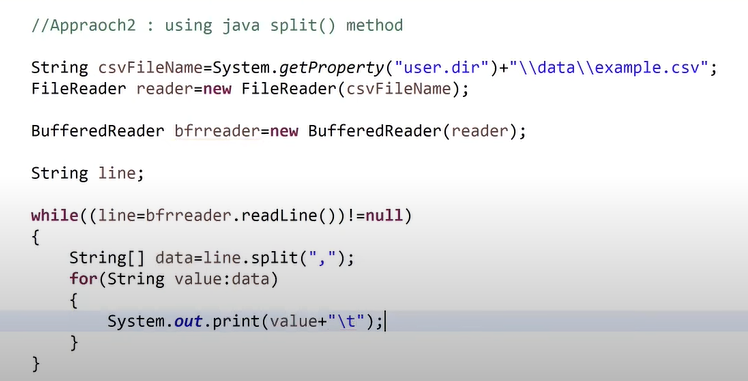 //Appraoch2 : using java split() method
String csvFileName=System.getProperty("user.dir")+"\\data\\example.csv";
FileReader reader=new FileReader(csvFileName);
BufferedReader bfrreader=new BufferedReader(reader);
String line;
while((line=bfrreader.readLine())!=null)
{
String[] data=line.split(",");
for(String value:data)
{
System.out.print(value+"\t");
}
}